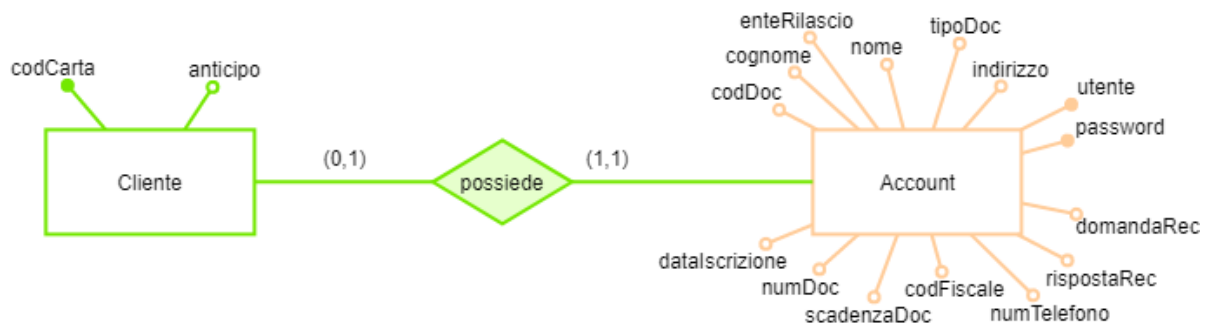 enteRilascio
tipoDoc
nome
cognome
codCarta
anticipo
indirizzo
codDoc
utente
password
(0,1)
(1,1)
Cliente
possiede
Account
domandaRec
dataIscrizione
rispostaRec
numDoc
codFiscale
scadenzaDoc
numTelefono